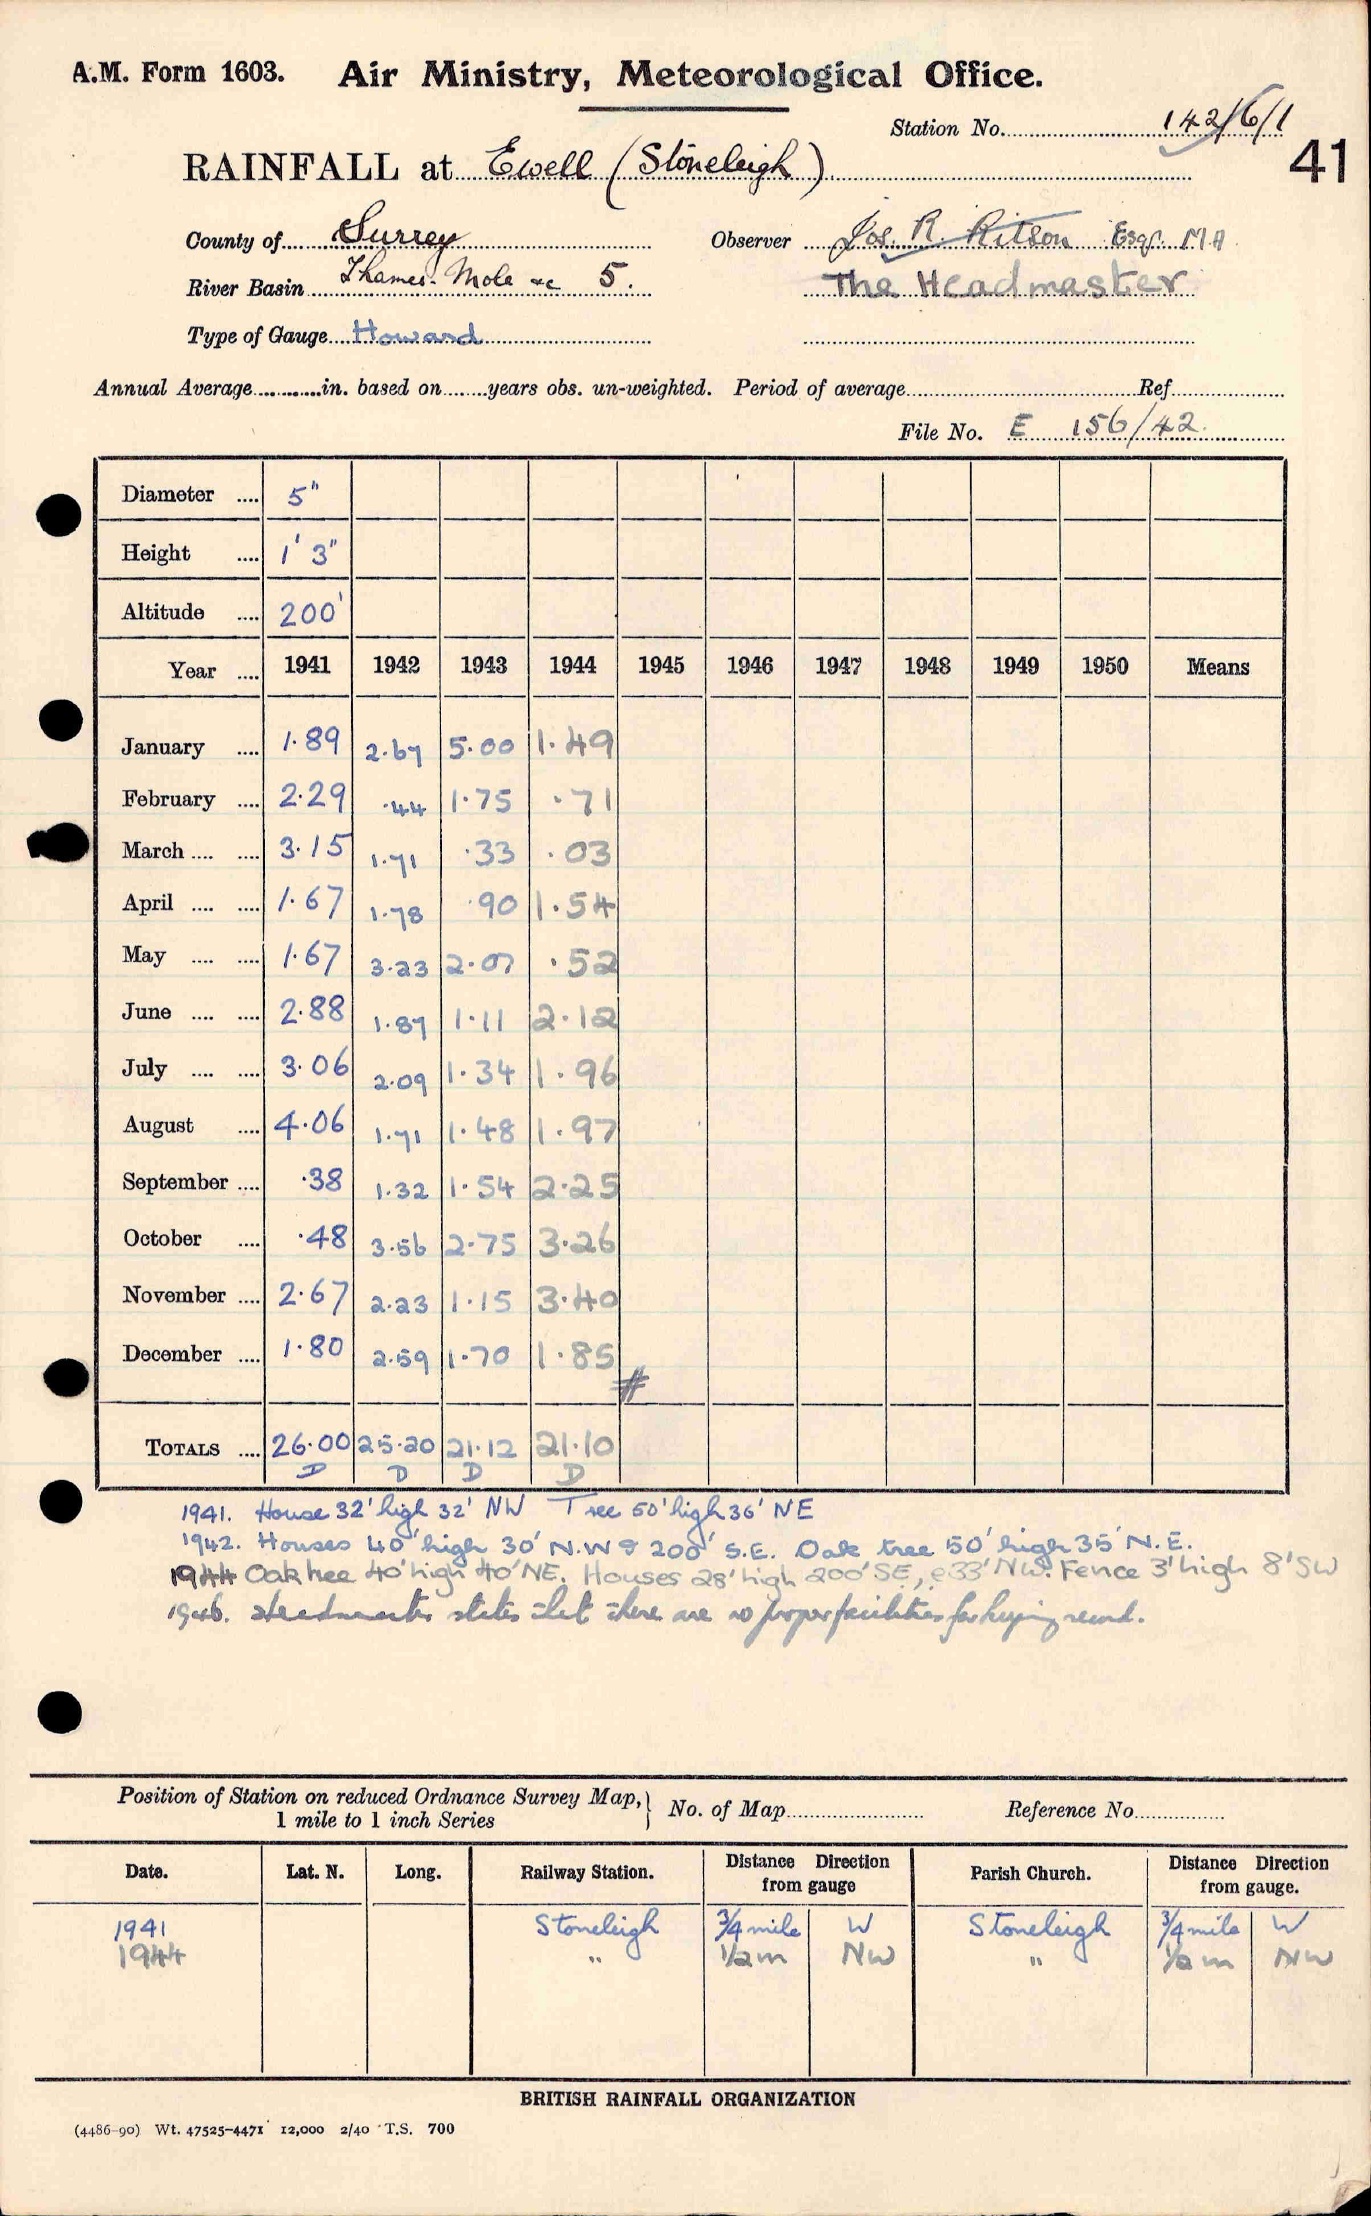 A.M. Form 1603. Air Ministry, Meteorological Office.
Station No. 142/6/1
41
RAINFALL at Ewell (Stoneleigh)
County of Surrey Observer Jos. R. Ritson Esqr. MA
River Basin Thames-Mole &c 5. The Headmaster
Type of Gauge Howard
Annual Average in. based on years obs. un-weighted. Period of average Ref
File No. E 156/42.
Diameter 5"
Height 1' 3"
Altitude 200'
Year 1941 1942 1943 1944 1945 1946 1947 1948 1949 1950 Means
January 1.89 2.67 5.00 1.49
February 2.29 .44 1.75 .71
March 3.15 1.71 .33 .03
April 1.67 1.78 .90 1.54
May 1.67 3.23 2.07 .52
June 2.88 1.87 1.11 2.12
July 3.06 2.09 1.34 1.96
August 4.06 1.71 1.48 1.97
September .38 1.32 1.54 2.25
October .48 3.56 2.75 3.26
November 2.67 2.23 1.15 3.40
December 1.80 2.59 1.70 1.85
#
TOTALS 26.00 25.20 21.12 21.10
D D D D
1941. House 32' high 32' NW Tree 50' high 36' NE
1942. Houses 40' high 30' N.W & 200' S.E. Oak tree 50' high 35' N.E.
1944 Oak tree 40' high 40' NE. Houses 28' high 200' SE, @ 33' NW. Fence 3' high 8' SW
1946. Headmaster states that there are no proper facilities for keeping record.
Position of Station on reduced Ordnance Survey Map, No. of Map Reference No.
1 mile to 1 inch Series
Date. Lat. N. Long. Railway Station. Distance Direction from gauge Parish Church. Distance Direction from gauge.
1941 Stoneleigh 3/4 mile W Stoneleigh 3/4 mile W
1944 " 1/2 m NW " 1/2 m NW
BRITISH RAINFALL ORGANIZATION
(4486-90) Wt. 47525-4471 12,000 2/40 T.S. 700